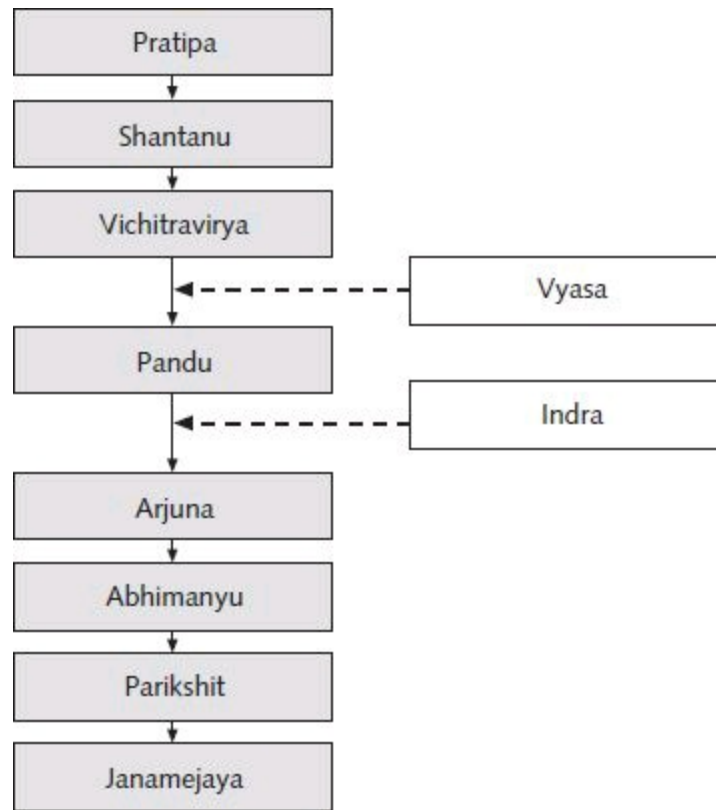 Pratipa
Shantanu
Vichitravirya
Vyasa
Pandu
Indra
Arjuna
Abhimanyu
Parikshit
Janamejaya